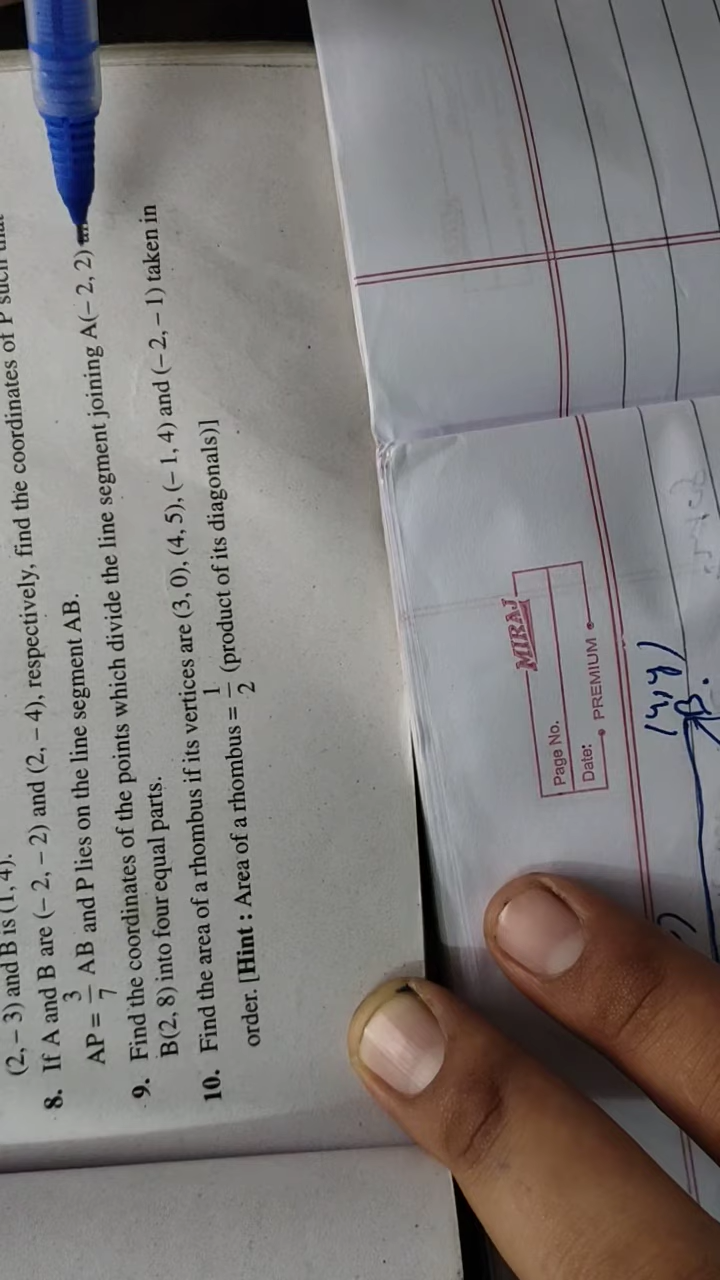 (2, – 3) and B is (1, 4).
8. If A and B are (– 2, – 2) and (2, – 4), respectively, find the coordinates of P such that
AP = 3/7 AB and P lies on the line segment AB.
9. Find the coordinates of the points which divide the line segment joining A(– 2, 2)
B(2, 8) into four equal parts.
10. Find the area of a rhombus if its vertices are (3, 0), (4, 5), (– 1, 4) and (– 2, – 1) taken in
order. [Hint : Area of a rhombus = 1/2 (product of its diagonals)]
MIRAJ
Page No.
Date:
PREMIUM
B.